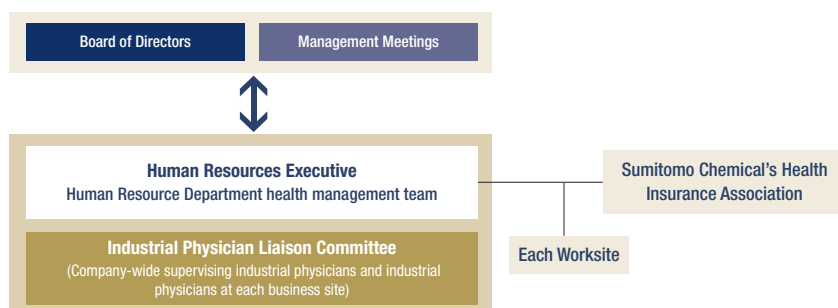 Board of Directors
Management Meetings
Human Resources Executive
Human Resource Department health management team
Sumitomo Chemical’s Health
Insurance Association
Each Worksite
Industrial Physician Liaison Committee
(Company-wide supervising industrial physicians and industrial
physicians at each business site)